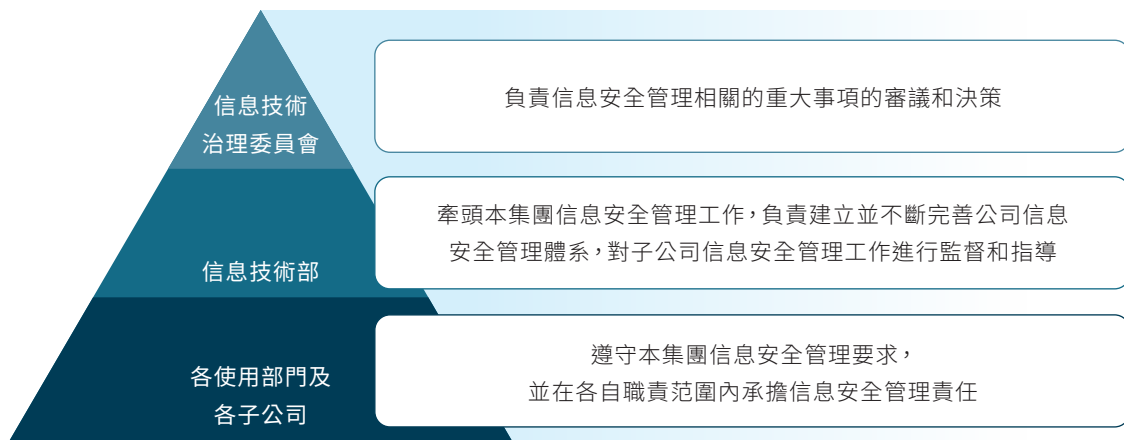 信息技術
治理委員會
負責信息安全管理相關的重大事項的審議和決策
信息技術部
牽頭本集團信息安全管理工作，負責建立並不斷完善公司信息
安全管理體系，對子公司信息安全管理工作進行監督和指導
各使用部門及
各子公司
遵守本集團信息安全管理要求，
並在各自職責范圍內承擔信息安全管理責任